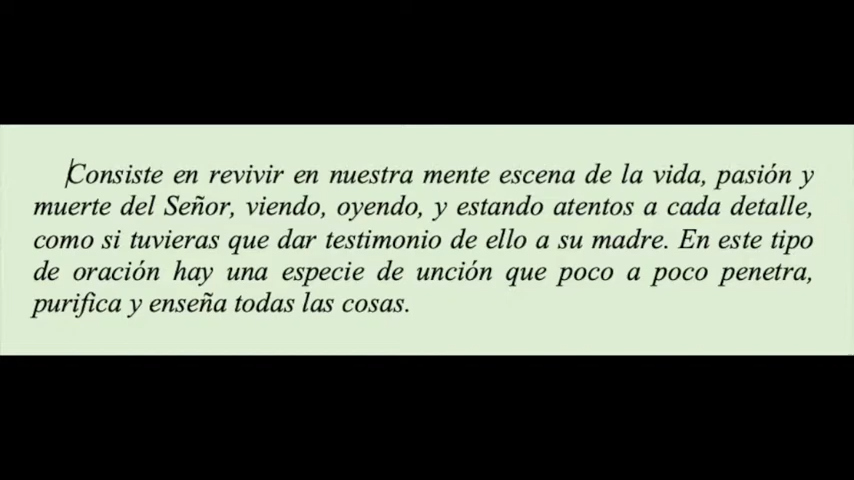 Consiste en revivir en nuestra mente escena de la vida, pasión y
muerte del Señor, viendo, oyendo, y estando atentos a cada detalle,
como si tuvieras que dar testimonio de ello a su madre. En este tipo
de oración hay una especie de unción que poco a poco penetra,
purifica y enseña todas las cosas.